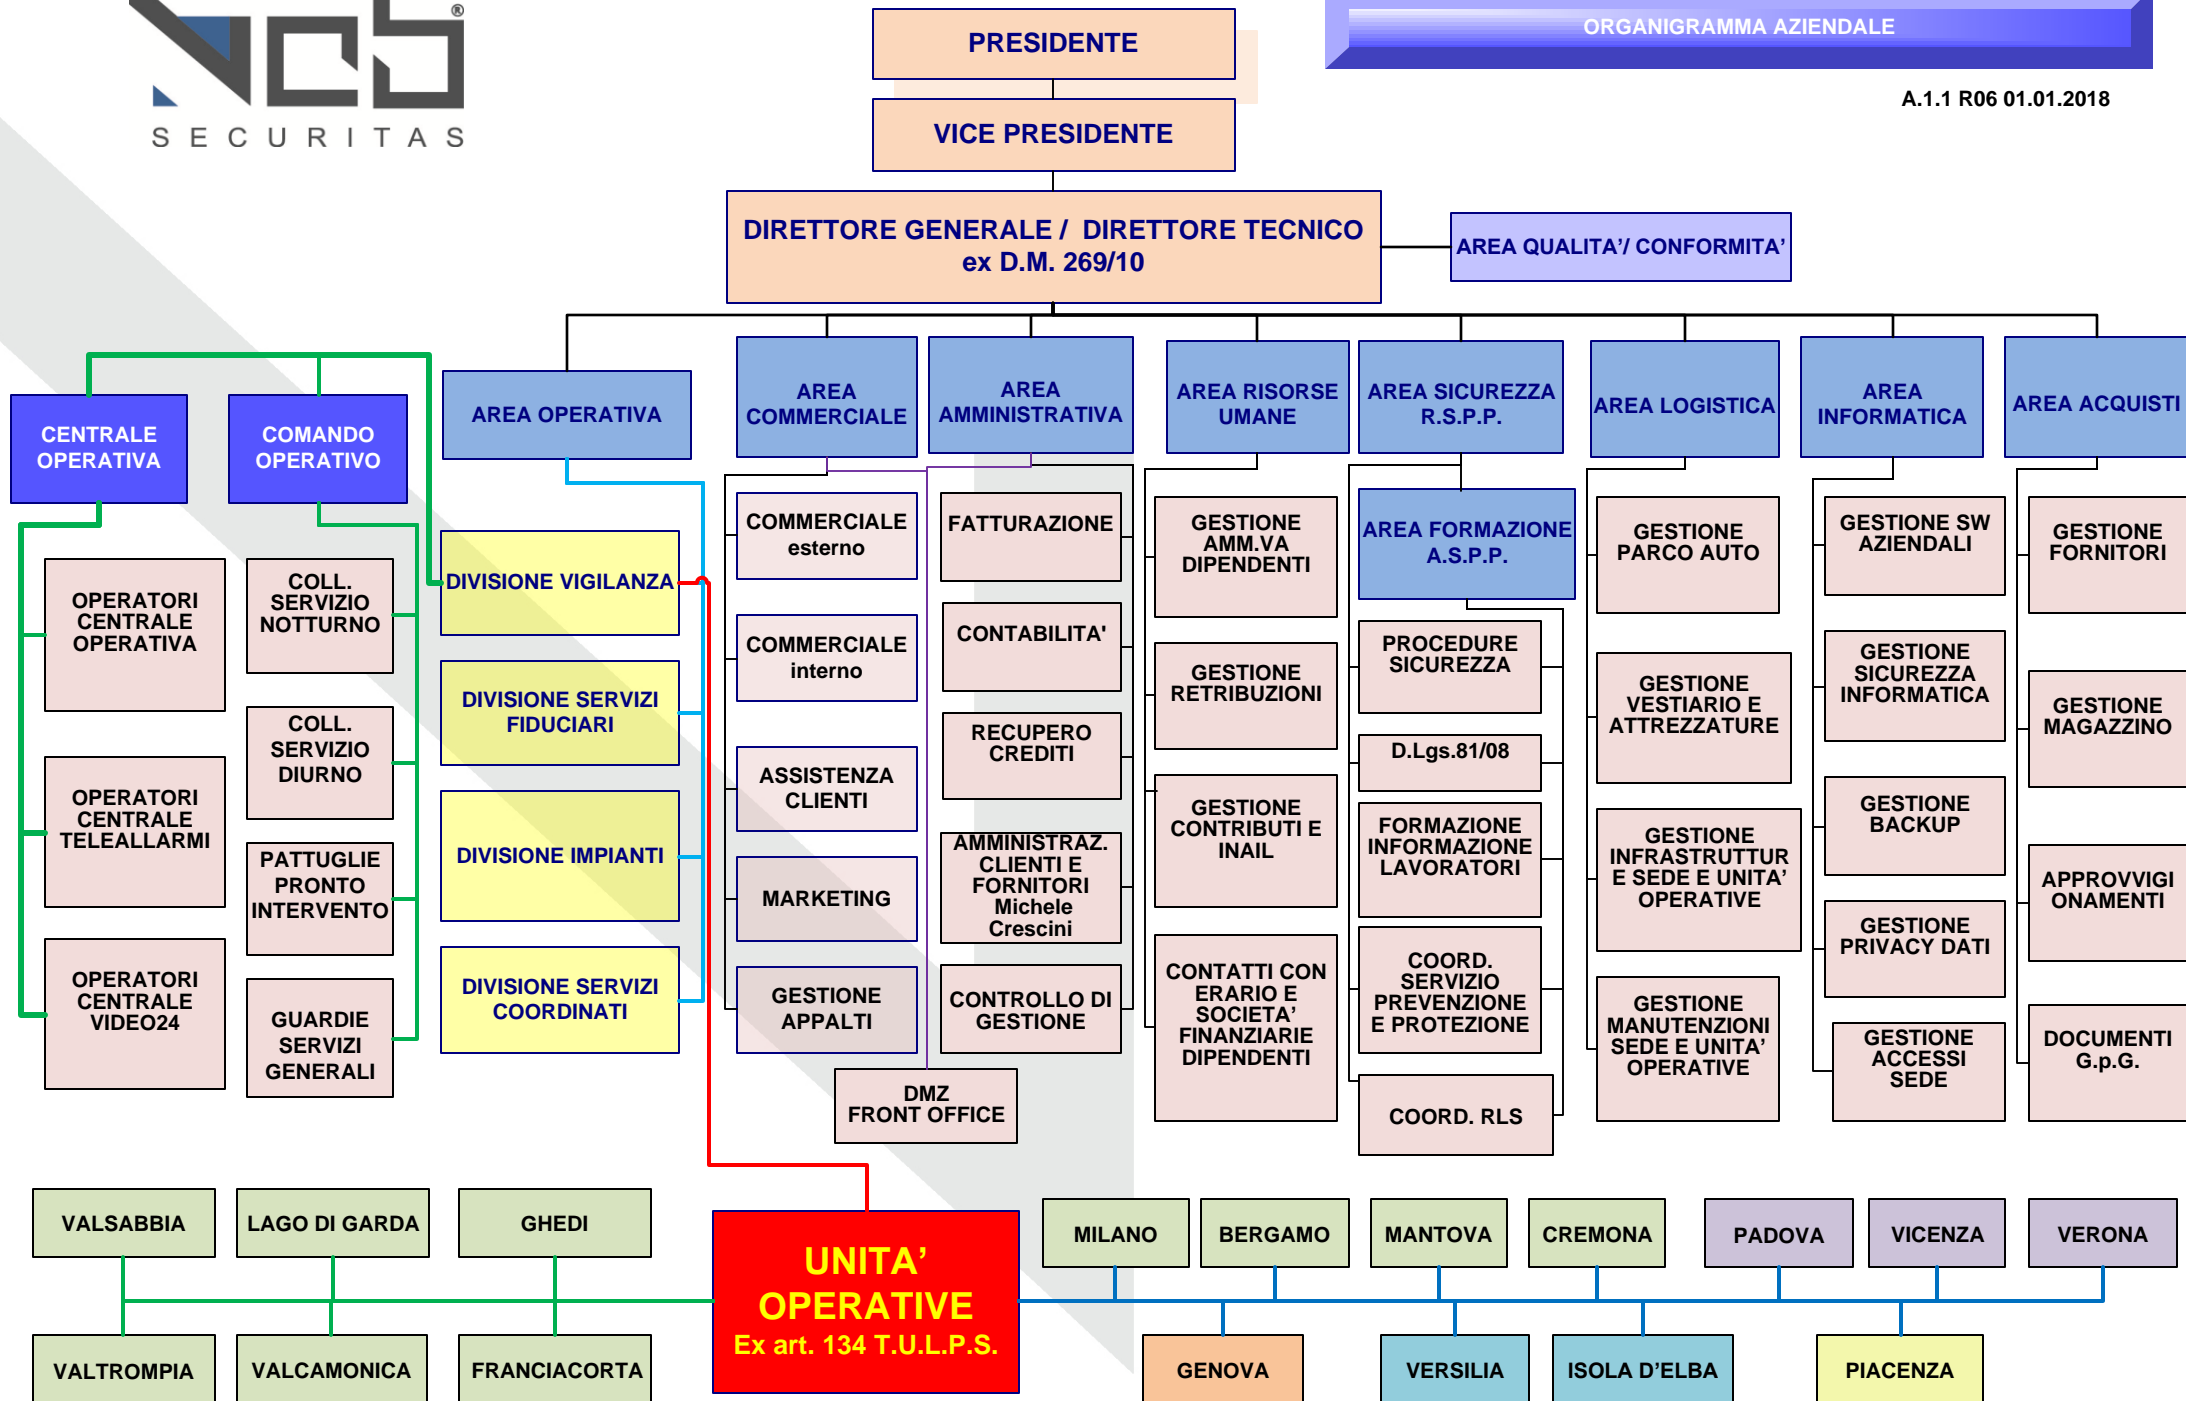 VCB
®
SECURITAS
ORGANIGRAMMA AZIENDALE
A.1.1 R06 01.01.2018
PRESIDENTE
VICE PRESIDENTE
DIRETTORE GENERALE / DIRETTORE TECNICO
ex D.M. 269/10
AREA QUALITA'/ CONFORMITA'
CENTRALE
OPERATIVA
COMANDO
OPERATIVO
AREA OPERATIVA
AREA
COMMERCIALE
AREA
AMMINISTRATIVA
AREA RISORSE
UMANE
AREA SICUREZZA
R.S.P.P.
AREA LOGISTICA
AREA
INFORMATICA
AREA ACQUISTI
OPERATORI
CENTRALE
OPERATIVA
OPERATORI
CENTRALE
TELEALLARMI
OPERATORI
CENTRALE
VIDEO24
COLL.
SERVIZIO
NOTTURNO
COLL.
SERVIZIO
DIURNO
PATTUGLIE
PRONTO
INTERVENTO
GUARDIE
SERVIZI
GENERALI
DIVISIONE VIGILANZA
DIVISIONE SERVIZI
FIDUCIARI
DIVISIONE IMPIANTI
DIVISIONE SERVIZI
COORDINATI
COMMERCIALE
esterno
COMMERCIALE
interno
ASSISTENZA
CLIENTI
MARKETING
GESTIONE
APPALTI
FATTURAZIONE
CONTABILITA'
RECUPERO
CREDITI
AMMINISTRAZ.
CLIENTI E
FORNITORI
Michele
Crescini
CONTROLLO DI
GESTIONE
DMZ
FRONT OFFICE
GESTIONE
AMM.VA
DIPENDENTI
GESTIONE
RETRIBUZIONI
GESTIONE
CONTRIBUTI E
INAIL
CONTATTI CON
ERARIO E
SOCIETA'
FINANZIARIE
DIPENDENTI
AREA FORMAZIONE
A.S.P.P.
PROCEDURE
SICUREZZA
D.Lgs.81/08
FORMAZIONE
INFORMAZIONE
LAVORATORI
COORD.
SERVIZIO
PREVENZIONE
E PROTEZIONE
COORD. RLS
GESTIONE
PARCO AUTO
GESTIONE
VESTIARIO E
ATTREZZATURE
GESTIONE
INFRASTRUTTUR
E SEDE E UNITA'
OPERATIVE
GESTIONE
MANUTENZIONI
SEDE E UNITA'
OPERATIVE
GESTIONE SW
AZIENDALI
GESTIONE
SICUREZZA
INFORMATICA
GESTIONE
BACKUP
GESTIONE
PRIVACY DATI
GESTIONE
ACCESSI
SEDE
GESTIONE
FORNITORI
GESTIONE
MAGAZZINO
APPROVVIGI
ONAMENTI
DOCUMENTI
G.p.G.
VALSABBIA
LAGO DI GARDA
GHEDI
VALTROMPIA
VALCAMONICA
FRANCIACORTA
UNITA'
OPERATIVE
Ex art. 134 T.U.L.P.S.
MILANO
BERGAMO
MANTOVA
CREMONA
PADOVA
VICENZA
VERONA
GENOVA
VERSILIA
ISOLA D'ELBA
PIACENZA